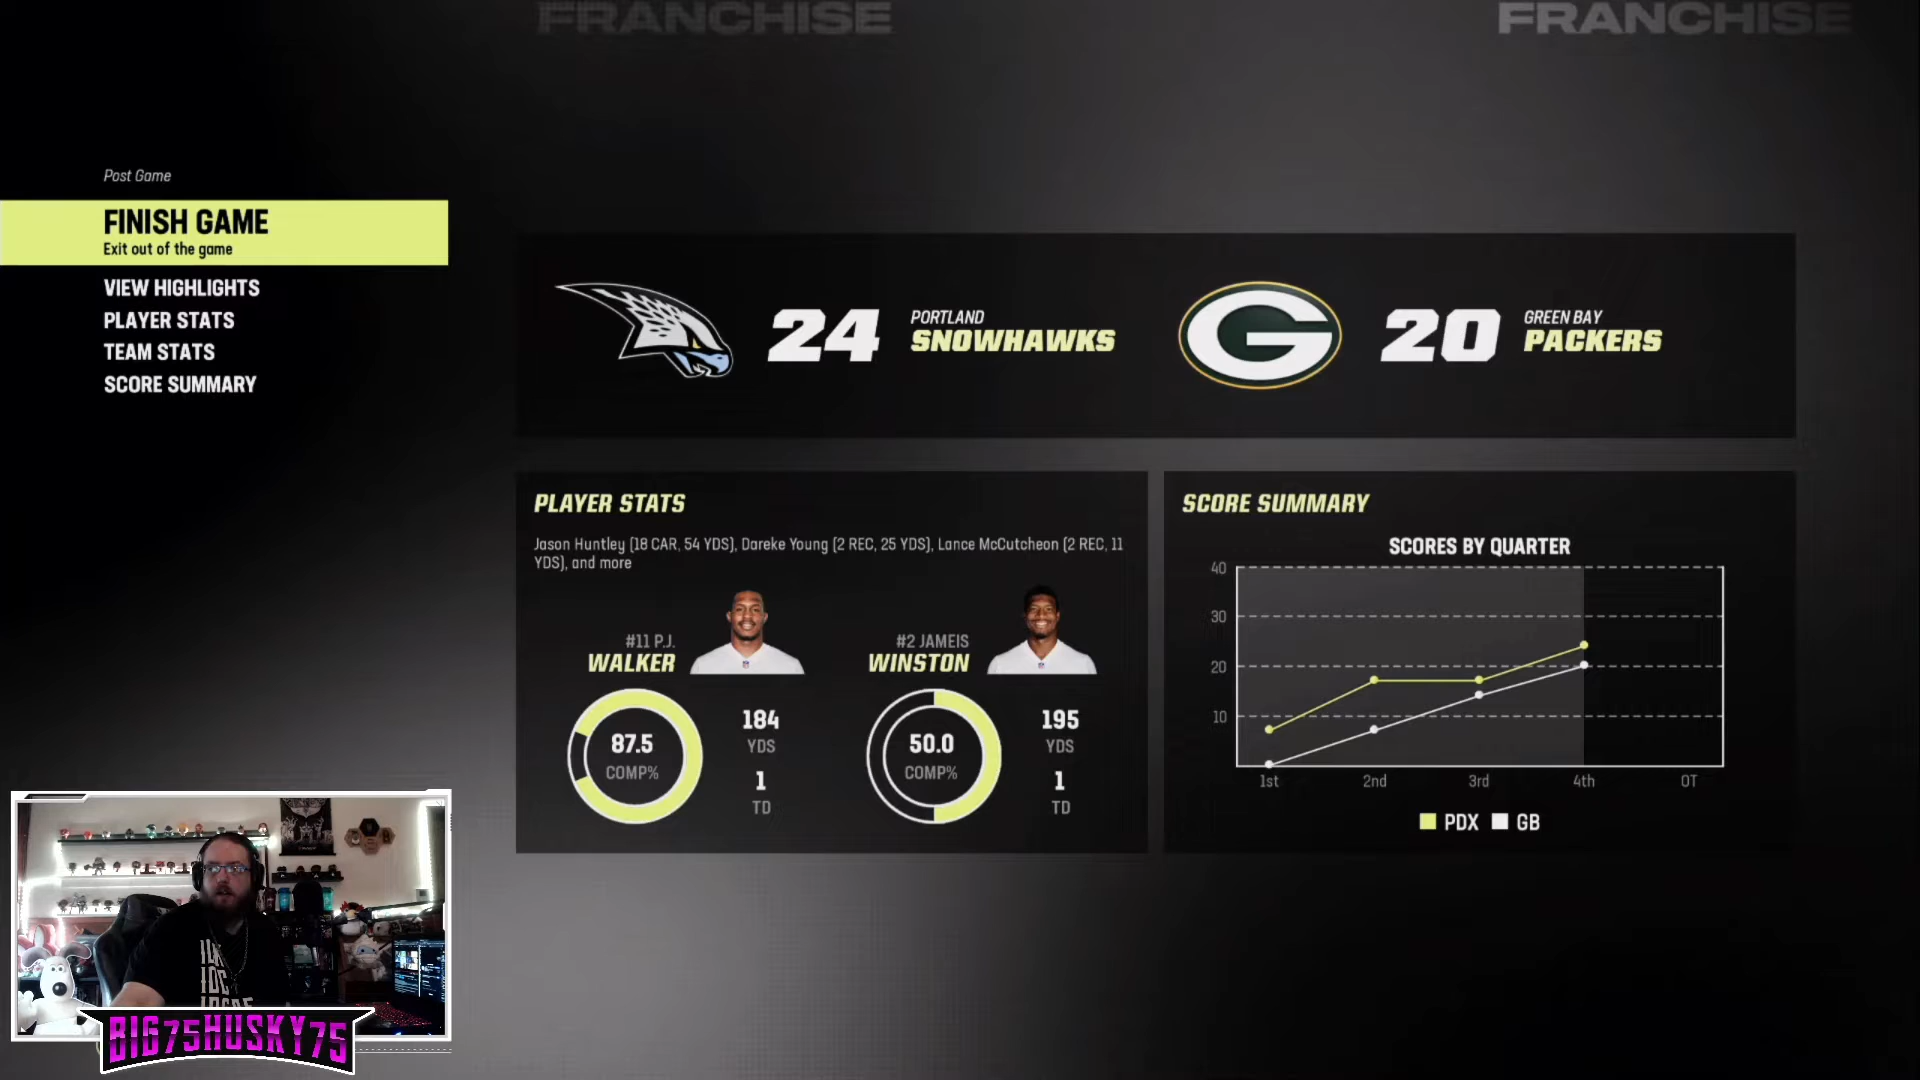 FRANCHISE FRANCHISE
Post Game
FINISH GAME
Exit out of the game
VIEW HIGHLIGHTS
PLAYER STATS
TEAM STATS
SCORE SUMMARY
24 PORTLAND SNOWHAWKS
G 20 GREEN BAY PACKERS
PLAYER STATS
Jason Huntley (18 CAR, 54 YDS), Dareke Young (2 REC, 25 YDS), Lance McCutcheon (2 REC, 11
YDS), and more
#11 P.J.
WALKER
87.5
COMP%
184
YDS
1
TD
#2 JAMEIS
WINSTON
50.0
COMP%
195
YDS
1
TD
SCORE SUMMARY
SCORES BY QUARTER
40
30
20
10
1st 2nd 3rd 4th OT
PDX GB
BIG75HUSKY75